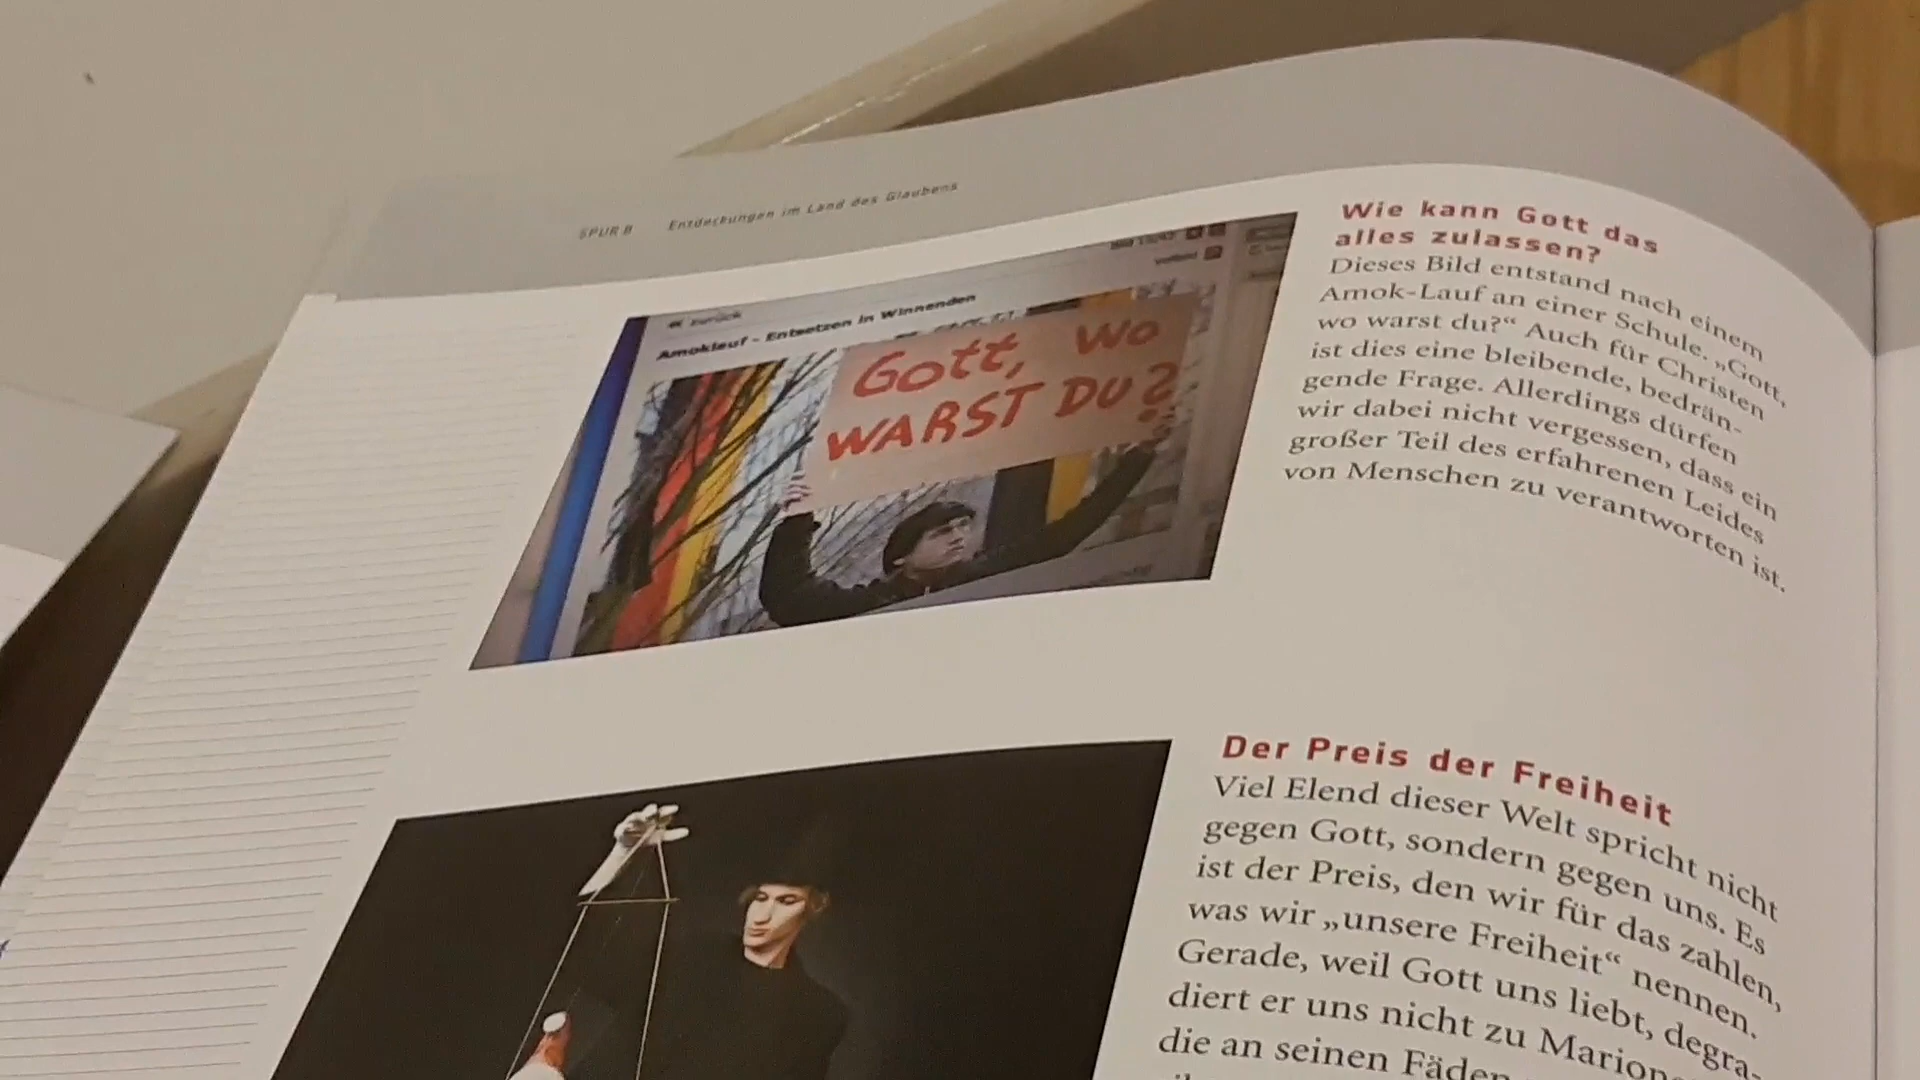 SPUR 8 Entdeckungen im Land des Glaubens
zurück
Amoklauf - Entsetzen in Winnenden
Gott, wo
WARST DU?
Wie kann Gott das
alles zulassen?
Dieses Bild entstand nach einem
Amok-Lauf an einer Schule. „Gott,
wo warst du?“ Auch für Christen
ist dies eine bleibende, bedrän-
gende Frage. Allerdings dürfen
wir dabei nicht vergessen, dass ein
großer Teil des erfahrenen Leides
von Menschen zu verantworten ist.
Der Preis der Freiheit
Viel Elend dieser Welt spricht nicht
gegen Gott, sondern gegen uns. Es
ist der Preis, den wir für das zahlen,
was wir „unsere Freiheit“ nennen.
Gerade, weil Gott uns liebt, degra-
diert er uns nicht zu Marion
die an seinen Fäden